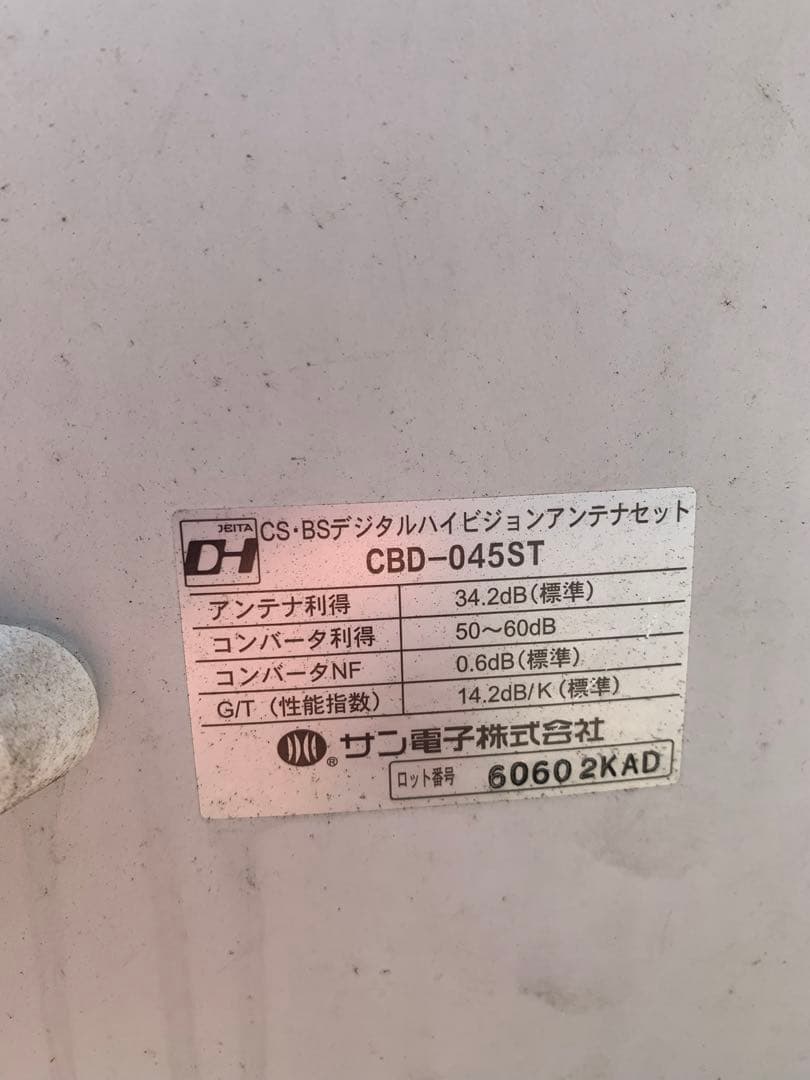 JEITA
DH
CS・BSデジタルハイビジョンアンテナセット
CBD-045ST
アンテナ利得 34.2dB(標準)
コンバータ利得 50〜60dB
コンバータNF 0.6dB(標準)
G/T (性能指数) 14.2dB/K(標準)
® サン電子株式会社
ロット番号 60602KAD